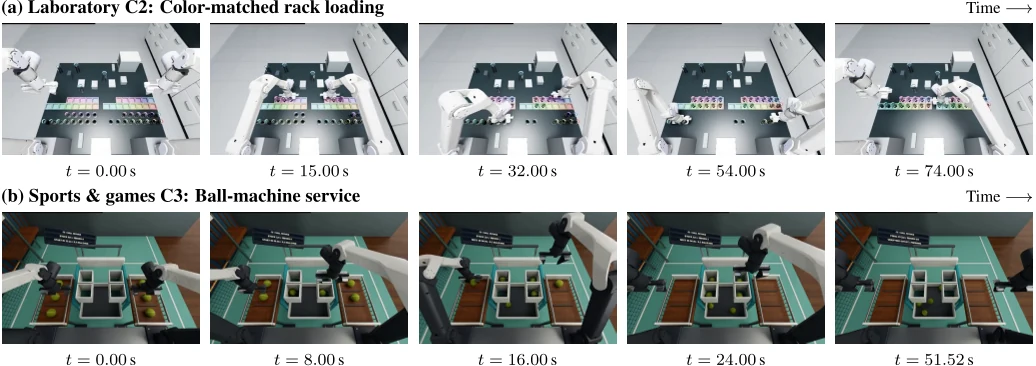 (a) Laboratory C2: Color-matched rack loading Time →
t = 0.00 s t = 15.00 s t = 32.00 s t = 54.00 s t = 74.00 s
(b) Sports & games C3: Ball-machine service Time →
t = 0.00 s t = 8.00 s t = 16.00 s t = 24.00 s t = 51.52 s